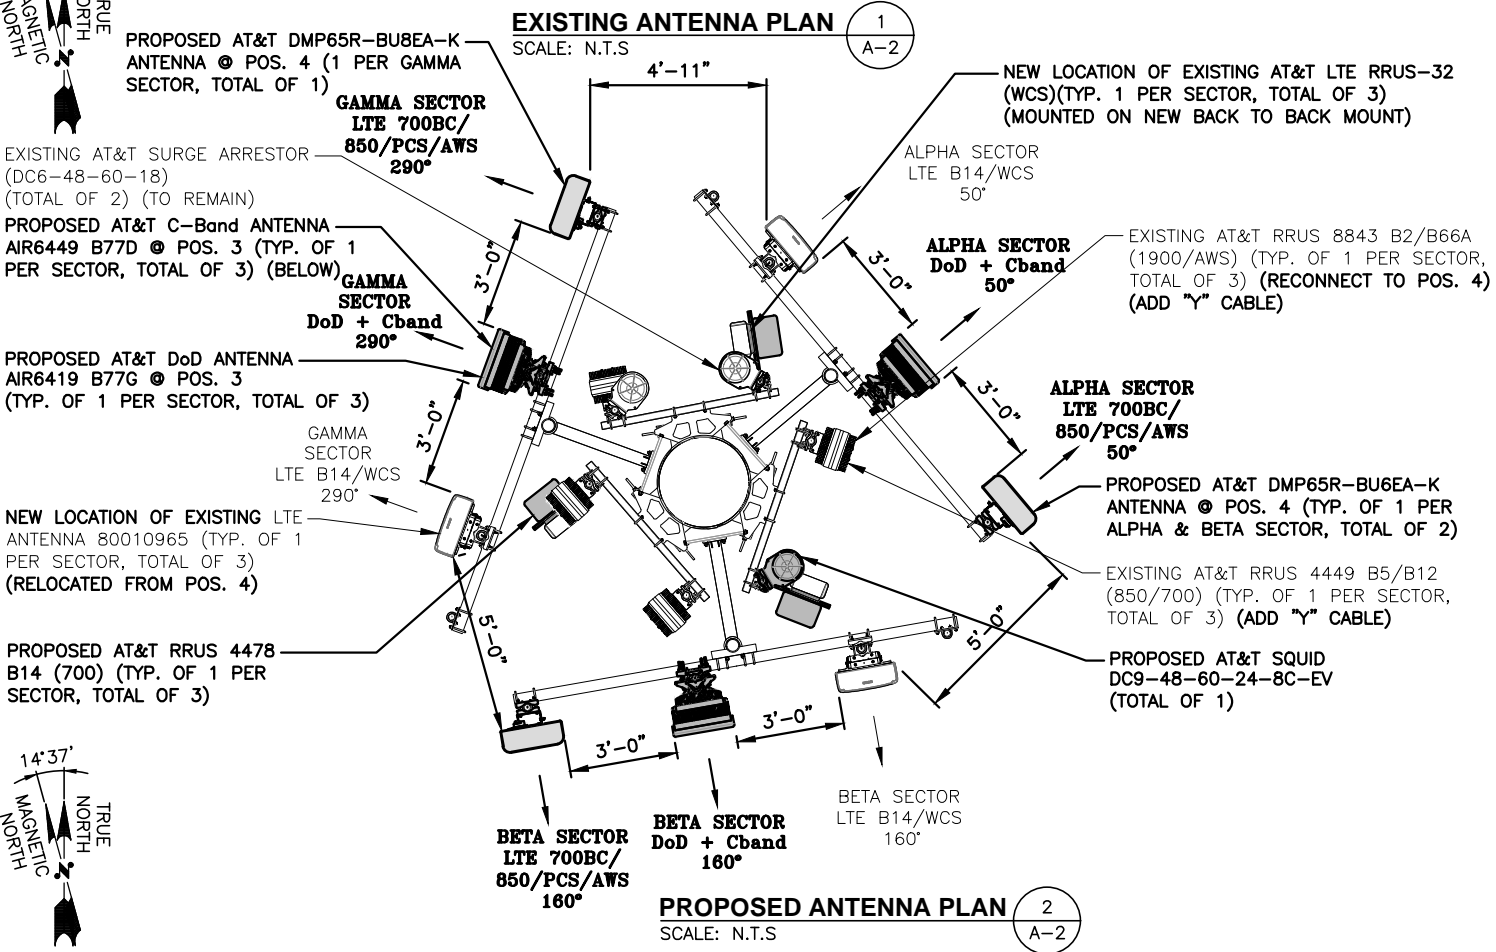 TRUE
NORTH
MAGNETIC
NORTH
N
EXISTING ANTENNA PLAN
SCALE: N.T.S
1
A-2
PROPOSED AT&T DMP65R-BU8EA-K
ANTENNA @ POS. 4 (1 PER GAMMA
SECTOR, TOTAL OF 1)
GAMMA SECTOR
LTE 700BC/
850/PCS/AWS
290°
4'-11"
NEW LOCATION OF EXISTING AT&T LTE RRUS-32
(WCS)(TYP. 1 PER SECTOR, TOTAL OF 3)
(MOUNTED ON NEW BACK TO BACK MOUNT)
EXISTING AT&T SURGE ARRESTOR
(DC6-48-60-18)
(TOTAL OF 2) (TO REMAIN)
ALPHA SECTOR
LTE B14/WCS
50°
PROPOSED AT&T C-Band ANTENNA
AIR6449 B77D @ POS. 3 (TYP. OF 1
PER SECTOR, TOTAL OF 3) (BELOW)
3'-0"
GAMMA
SECTOR
DoD + Cband
290°
3'-0"
ALPHA SECTOR
DoD + Cband
50°
EXISTING AT&T RRUS 8843 B2/B66A
(1900/AWS) (TYP. OF 1 PER SECTOR,
TOTAL OF 3) (RECONNECT TO POS. 4)
(ADD "Y" CABLE)
PROPOSED AT&T DoD ANTENNA
AIR6419 B77G @ POS. 3
(TYP. OF 1 PER SECTOR, TOTAL OF 3)
3'-0"
GAMMA
SECTOR
LTE B14/WCS
290°
3'-0"
ALPHA SECTOR
LTE 700BC/
850/PCS/AWS
50°
PROPOSED AT&T DMP65R-BU6EA-K
ANTENNA @ POS. 4 (TYP. OF 1 PER
ALPHA & BETA SECTOR, TOTAL OF 2)
NEW LOCATION OF EXISTING LTE
ANTENNA 80010965 (TYP. OF 1
PER SECTOR, TOTAL OF 3)
(RELOCATED FROM POS. 4)
EXISTING AT&T RRUS 4449 B5/B12
(850/700) (TYP. OF 1 PER SECTOR,
TOTAL OF 3) (ADD "Y" CABLE)
5'-0"
5'-0"
PROPOSED AT&T RRUS 4478
B14 (700) (TYP. OF 1 PER
SECTOR, TOTAL OF 3)
PROPOSED AT&T SQUID
DC9-48-60-24-8C-EV
(TOTAL OF 1)
3'-0"
3'-0"
14°37'
TRUE
NORTH
MAGNETIC
NORTH
N
BETA SECTOR
LTE 700BC/
850/PCS/AWS
160°
BETA SECTOR
DoD + Cband
160°
BETA SECTOR
LTE B14/WCS
160°
PROPOSED ANTENNA PLAN
SCALE: N.T.S
2
A-2